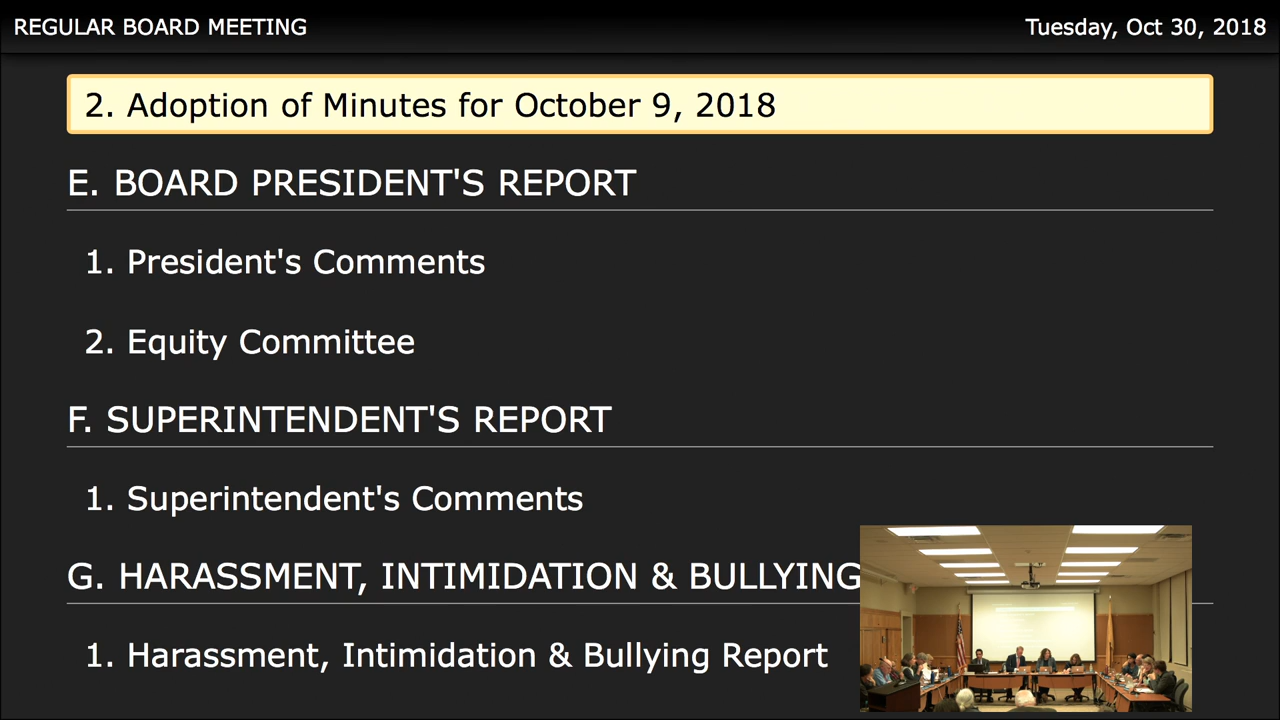 REGULAR BOARD MEETING
Tuesday, Oct 30, 2018
2. Adoption of Minutes for October 9, 2018
E. BOARD PRESIDENT'S REPORT
1. President's Comments
2. Equity Committee
F. SUPERINTENDENT'S REPORT
1. Superintendent's Comments
G. HARASSMENT, INTIMIDATION & BULLYING
1. Harassment, Intimidation & Bullying Report